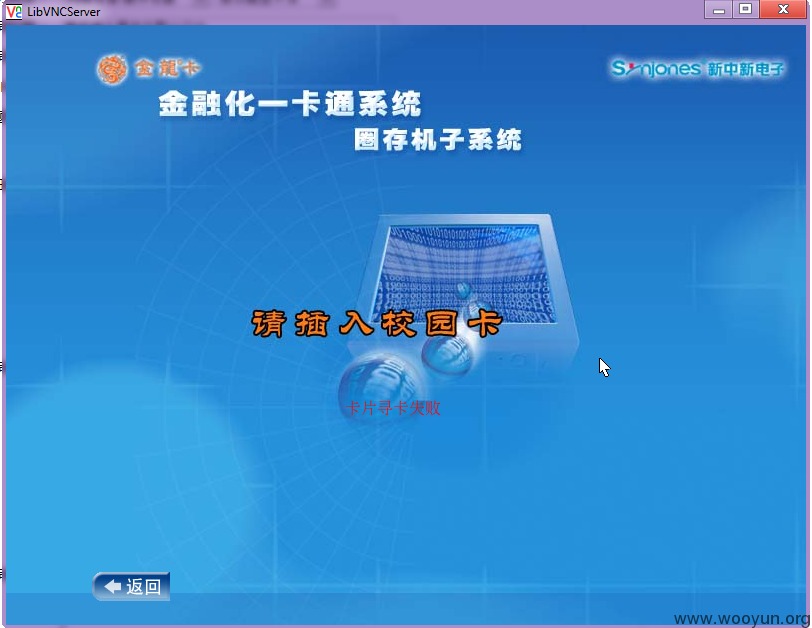 LibVNCServer
金龍卡
Synjones 新中新电子
金融化一卡通系统
圈存机子系统
请插入校园卡
卡片寻卡失败
返回
www.wooyun.org